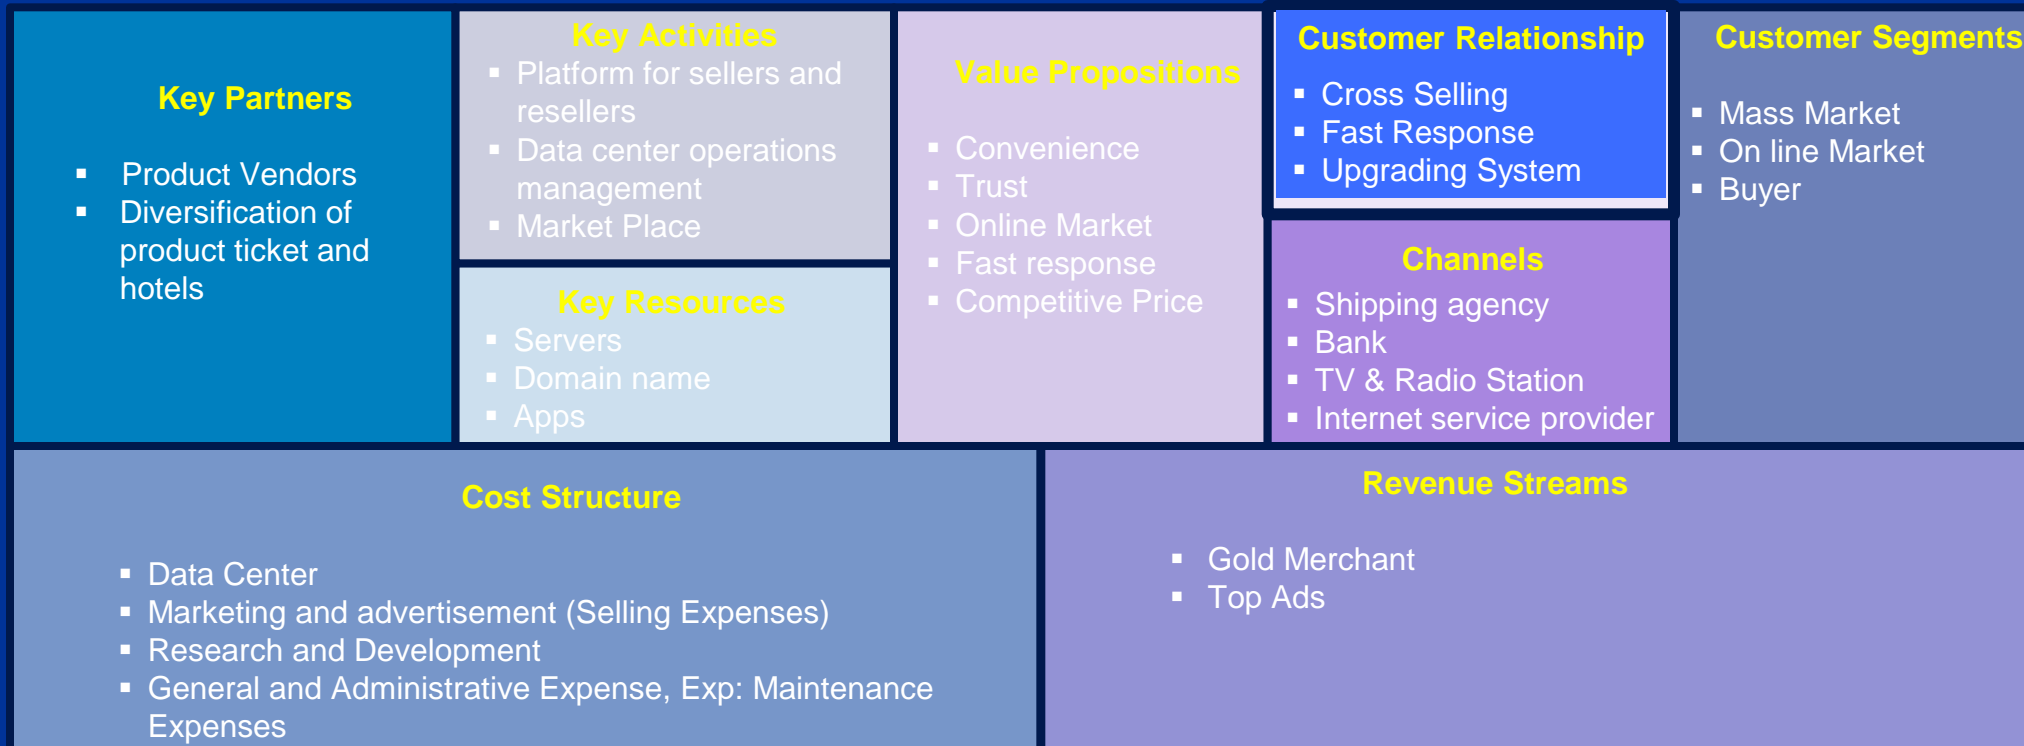 Key Partners
▪ Product Vendors
▪ Diversification of
product ticket and
hotels
Key Activities
▪ Platform for sellers and
resellers
▪ Data center operations
management
▪ Market Place
Key Resources
▪ Servers
▪ Domain name
▪ Apps
Value Propositions
▪ Convenience
▪ Trust
▪ Online Market
▪ Fast response
▪ Competitive Price
Customer Relationship
▪ Cross Selling
▪ Fast Response
▪ Upgrading System
Channels
▪ Shipping agency
▪ Bank
▪ TV & Radio Station
▪ Internet service provider
Customer Segments
▪ Mass Market
▪ On line Market
▪ Buyer
Cost Structure
▪ Data Center
▪ Marketing and advertisement (Selling Expenses)
▪ Research and Development
▪ General and Administrative Expense, Exp: Maintenance
Expenses
Revenue Streams
▪ Gold Merchant
▪ Top Ads